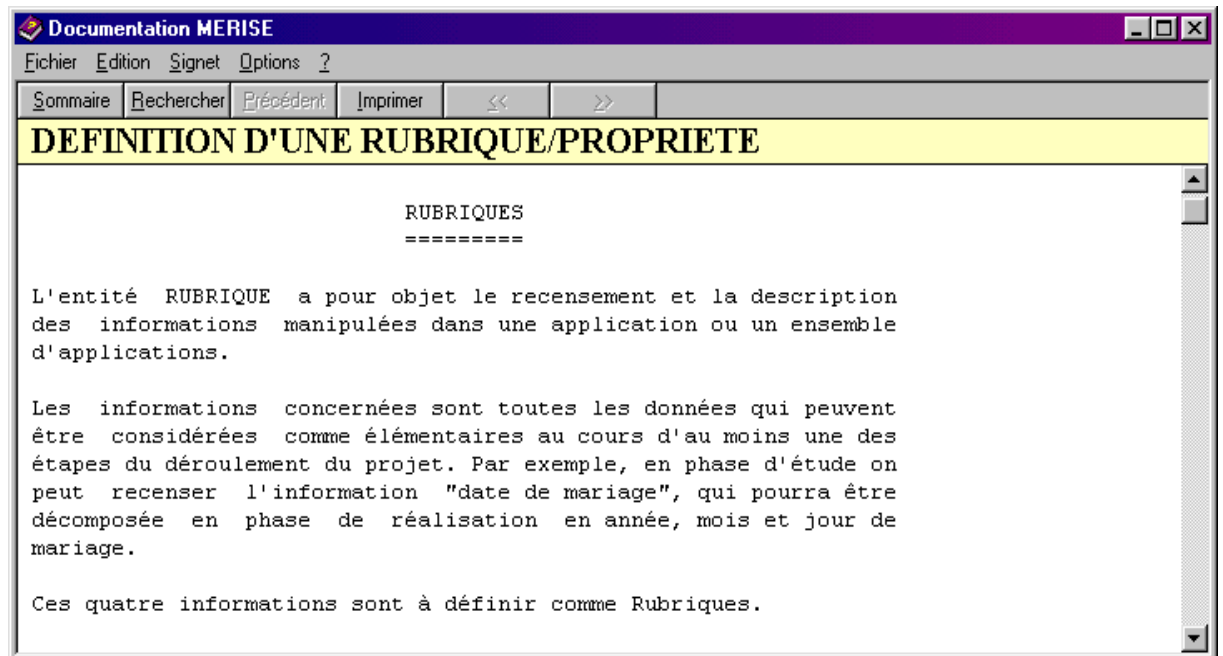 Documentation MERISE
Fichier Edition Signet Options ?
Sommaire Rechercher Précédent Imprimer << >>
DEFINITION D'UNE RUBRIQUE/PROPRIETE
RUBRIQUES
=========
L'entité RUBRIQUE a pour objet le recensement et la description
des informations manipulées dans une application ou un ensemble
d'applications.
Les informations concernées sont toutes les données qui peuvent
être considérées comme élémentaires au cours d'au moins une des
étapes du déroulement du projet. Par exemple, en phase d'étude on
peut recenser l'information "date de mariage", qui pourra être
décomposée en phase de réalisation en année, mois et jour de
mariage.
Ces quatre informations sont à définir comme Rubriques.